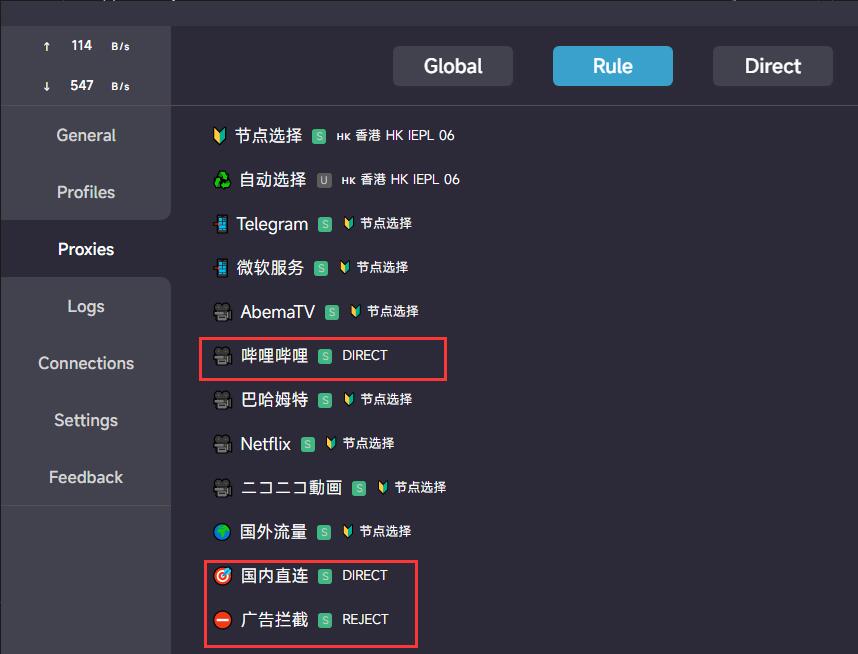 ↑ 114 B/s
↓ 547 B/s
Global Rule Direct
General
Profiles
Proxies
Logs
Connections
Settings
Feedback
节点选择 S HK 香港 HK IEPL 06
自动选择 U HK 香港 HK IEPL 06
Telegram S 节点选择
微软服务 S 节点选择
AbemaTV S 节点选择
哔哩哔哩 S DIRECT
巴哈姆特 S 节点选择
Netflix S 节点选择
ニコニコ動画 S 节点选择
国外流量 S 节点选择
国内直连 S DIRECT
广告拦截 S REJECT